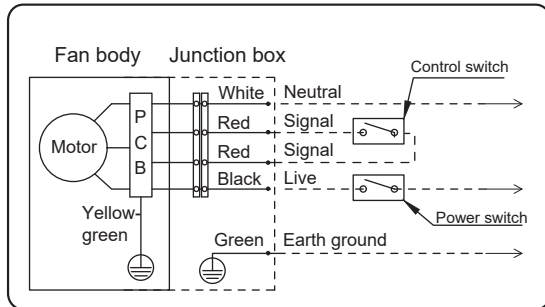 Fan body
Junction box
Control switch
White
Neutral
Red
Signal
P
C
B
Motor
Red
Signal
Black
Live
Yellow-
green
Power switch
Green
Earth ground